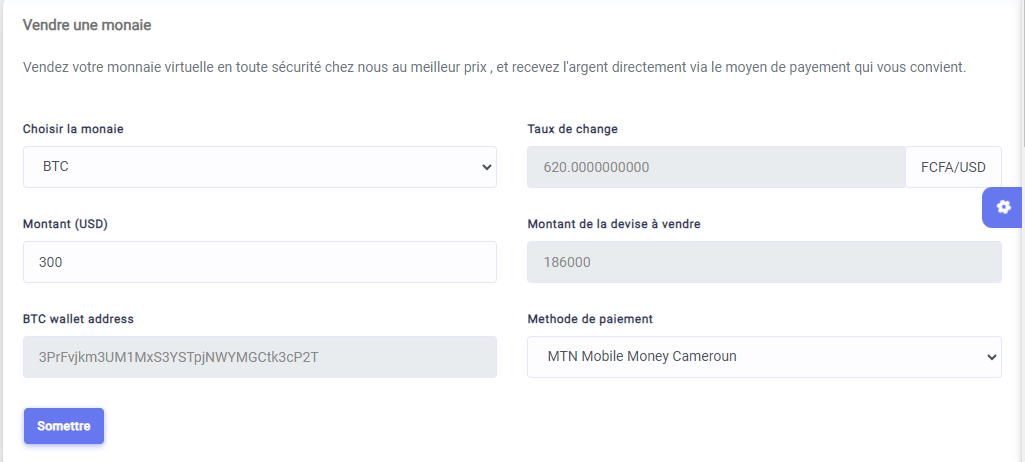 Vendre une monaie
Vendez votre monnaie virtuelle en toute sécurité chez nous au meilleur prix , et recevez l'argent directement via le moyen de payement qui vous convient.
Choisir la monaie
BTC
Taux de change
620.0000000000
FCFA/USD
Montant (USD)
300
Montant de la devise à vendre
186000
BTC wallet address
3PrFvjkm3UM1MxS3YSTpjNWYMGCtk3cP2T
Methode de paiement
MTN Mobile Money Cameroun
Somettre